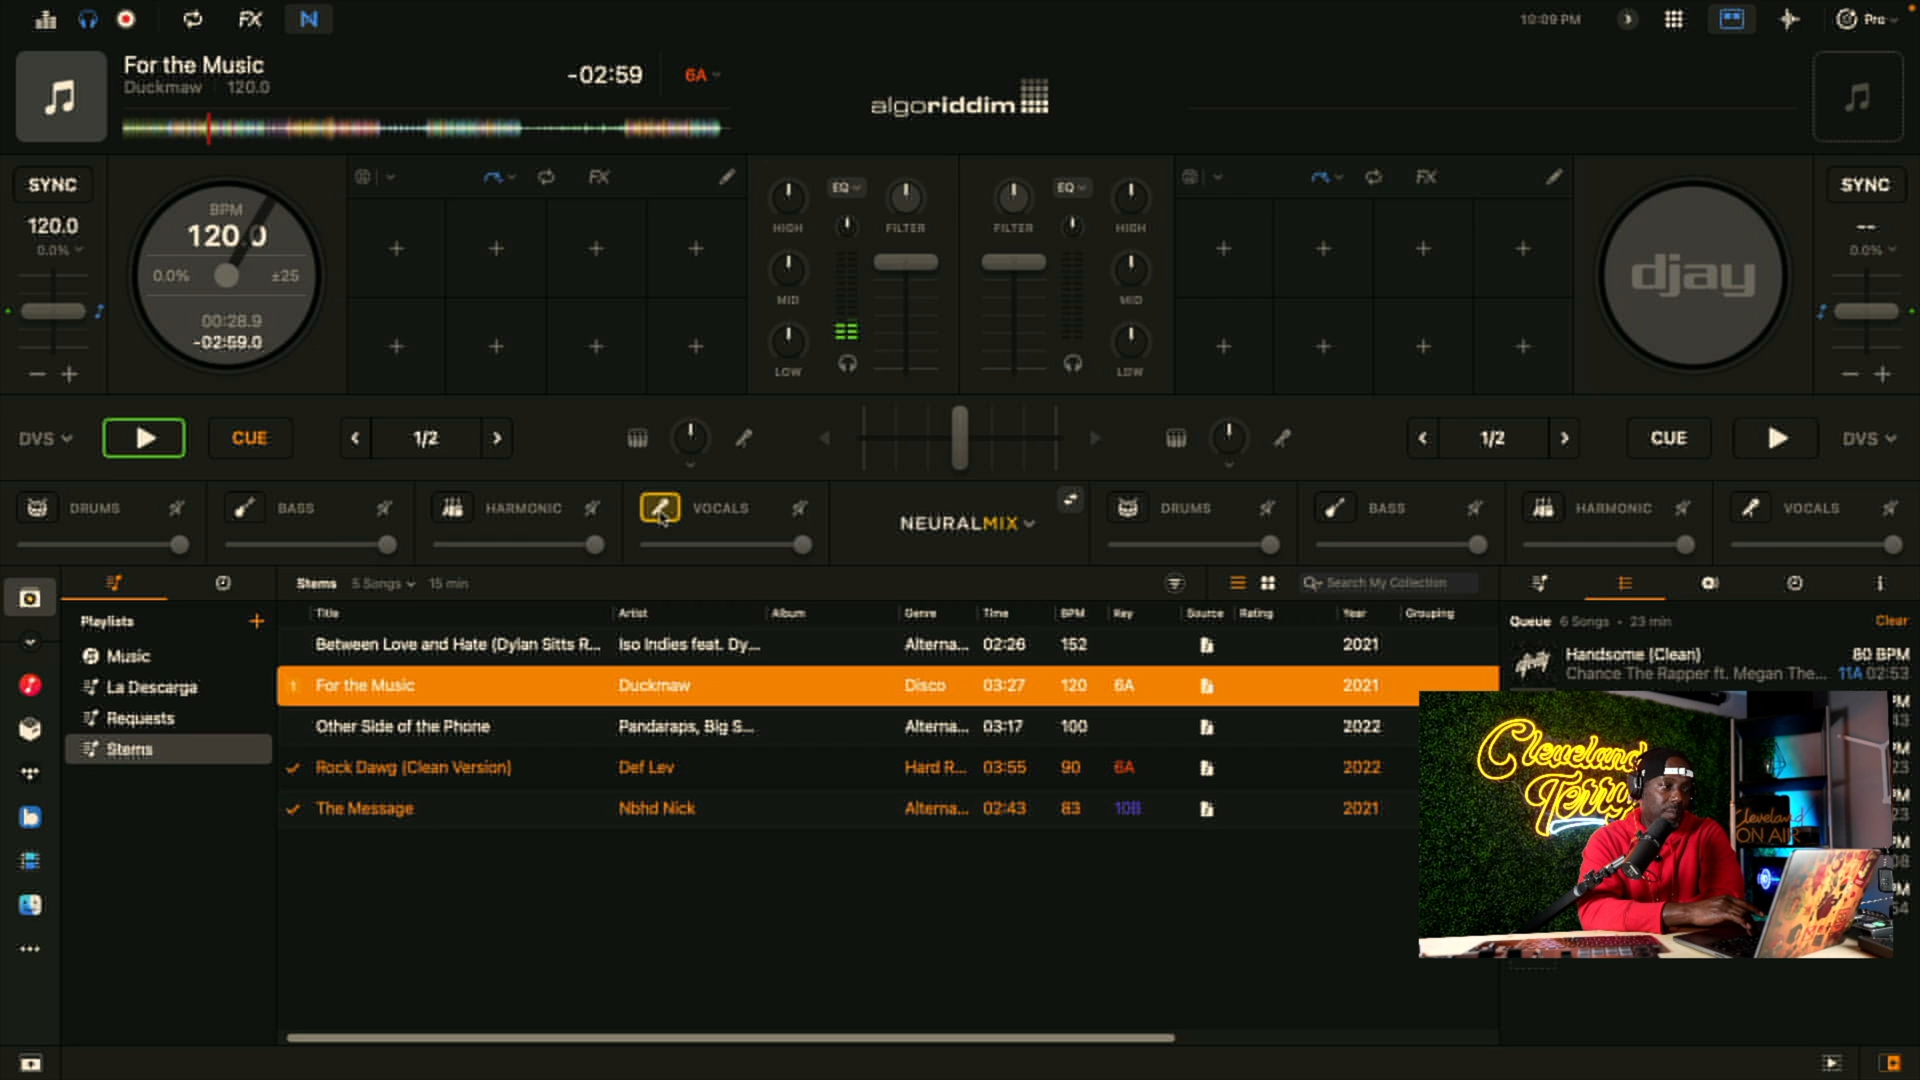 FX
10:09 PM
Pro
For the Music
Duckmaw 120.0
-02:59
6A
algoriddim
SYNC
120.0
0.0%
BPM
120.0
0.0% ±25
00:28.9
-02:59.0
FX
HIGH
EQ
FILTER
MID
LOW
FILTER
EQ
HIGH
MID
LOW
FX
djay
SYNC
--
0.0%
DVS
CUE
1/2
1/2
CUE
DVS
DRUMS
BASS
HARMONIC
VOCALS
NEURALMIX
DRUMS
BASS
HARMONIC
VOCALS
Playlists
Music
La Descarga
Requests
Stems
Stems 5 Songs 15 min
Search My Collection
Title Artist Album Genre Time BPM Key Source Rating Year Grouping
Between Love and Hate (Dylan Sitts R... Iso Indies feat. Dy... Alterna... 02:26 152 2021
For the Music Duckmaw Disco 03:27 120 6A 2021
Other Side of the Phone Pandaraps, Big S... Alterna... 03:17 100 2022
Rock Dawg (Clean Version) Def Lev Hard R... 03:55 90 6A 2022
The Message Nbhd Nick Alterna... 02:43 83 10B 2021
Queue 6 Songs • 23 min Clear
Handsome (Clean) 80 BPM
Chance The Rapper ft. Megan The... 11A 02:53
Cleveland
Terry
Cleveland
ON AIR